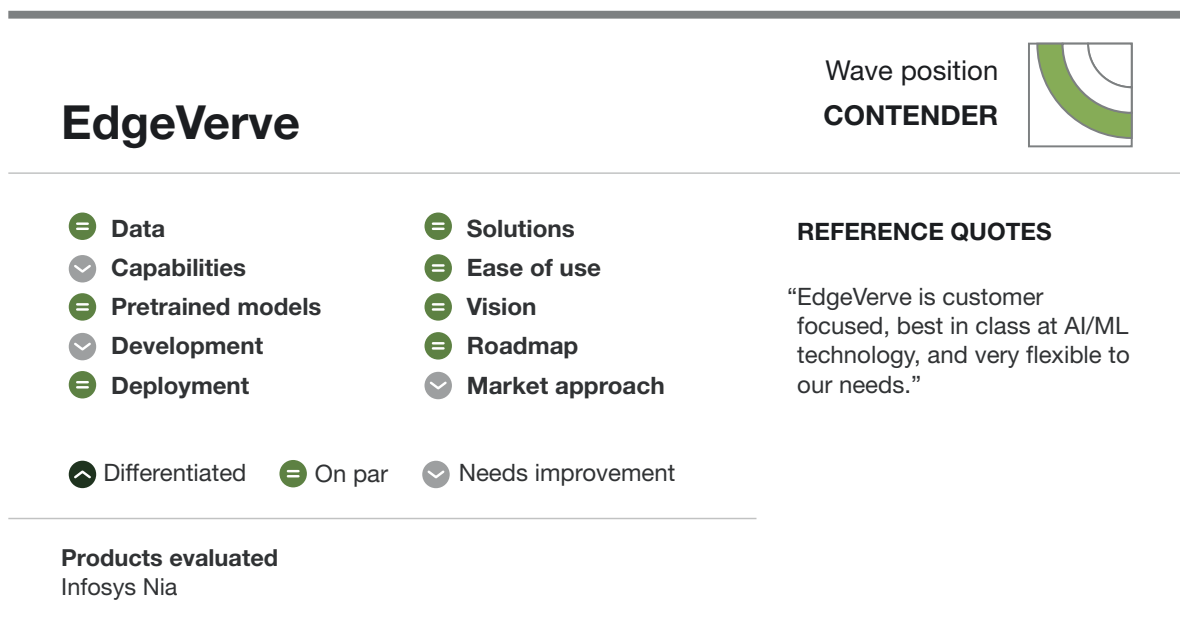 Wave position
CONTENDER
EdgeVerve
Data
Capabilities
Pretrained models
Development
Deployment
Solutions
Ease of use
Vision
Roadmap
Market approach
REFERENCE QUOTES
“EdgeVerve is customer
focused, best in class at AI/ML
technology, and very flexible to
our needs.”
Differentiated
On par
Needs improvement
Products evaluated
Infosys Nia